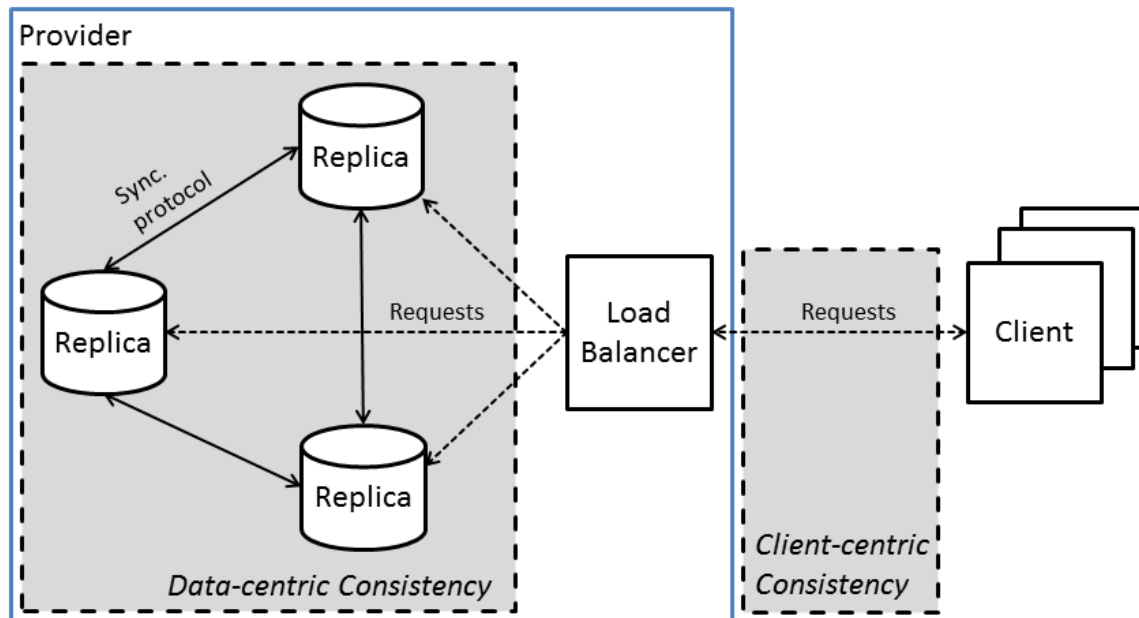 Provider
Replica
Sync.
protocol
Replica
Requests
Load
Balancer
Requests
Client
Replica
Data-centric Consistency
Client-centric
Consistency